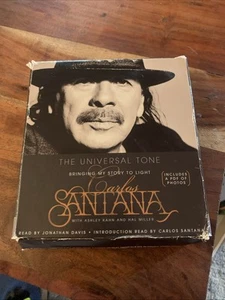 THE UNIVERSAL TONE
BRINGING MY STORY TO LIGHT
Carlos
SANTANA
WITH ASHLEY KAHN AND HAL MILLER
INCLUDES
A PDF OF
PHOTOS
READ BY JONATHAN DAVIS • INTRODUCTION READ BY CARLOS SANTANA